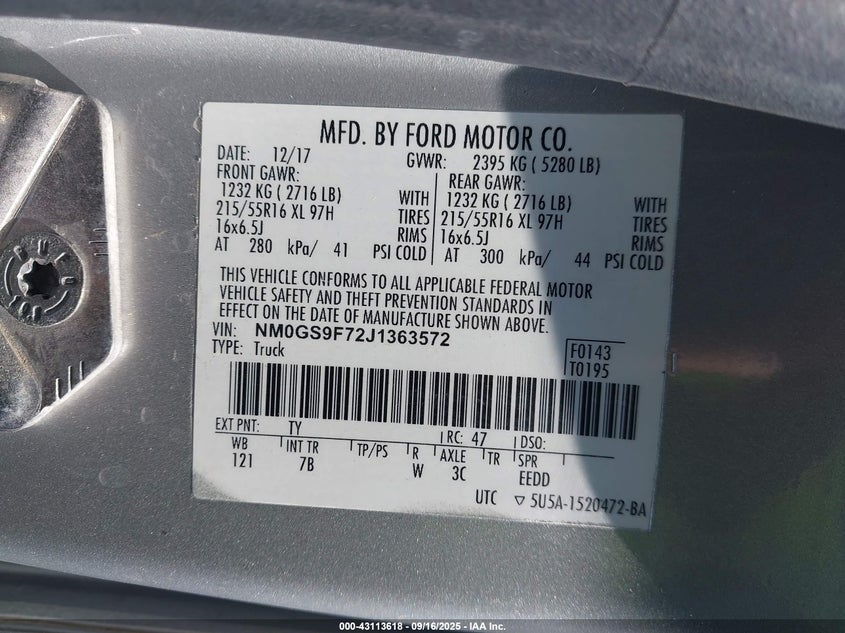 MFD. BY FORD MOTOR CO.
DATE: 12/17 GVWR: 2395 KG ( 5280 LB)
FRONT GAWR: REAR GAWR:
1232 KG ( 2716 LB) WITH 1232 KG ( 2716 LB) WITH
215/55R16 XL 97H TIRES 215/55R16 XL 97H TIRES
16x6.5J RIMS 16x6.5J RIMS
AT 280 kPa/ 41 PSI COLD AT 300 kPa/ 44 PSI COLD
THIS VEHICLE CONFORMS TO ALL APPLICABLE FEDERAL MOTOR
VEHICLE SAFETY AND THEFT PREVENTION STANDARDS IN
EFFECT ON THE DATE OF MANUFACTURE SHOWN ABOVE.
VIN: NM0GS9F72J1363572
TYPE: Truck
F0143
T0195
EXT PNT: TY RC: 47 DSO:
WB INT TR TP/PS R AXLE TR SPR
121 7B W 3C EEDD
UTC ▽ 5U5A-1520472-BA
000-43113618 - 09/16/2025 - IAA Inc.